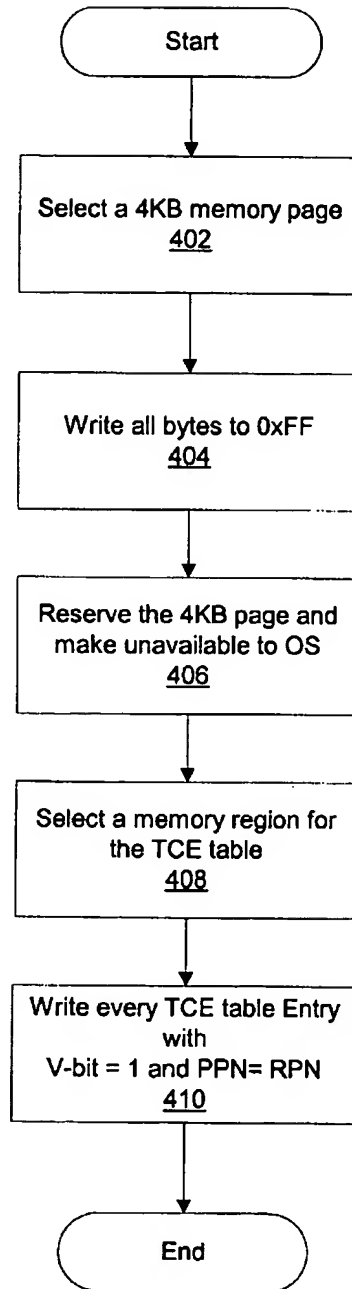 Start
Select a 4KB memory page
402
Write all bytes to 0xFF
404
Reserve the 4KB page and
make unavailable to OS
406
Select a memory region for
the TCE table
408
Write every TCE table Entry
with
V-bit = 1 and PPN= RPN
410
End